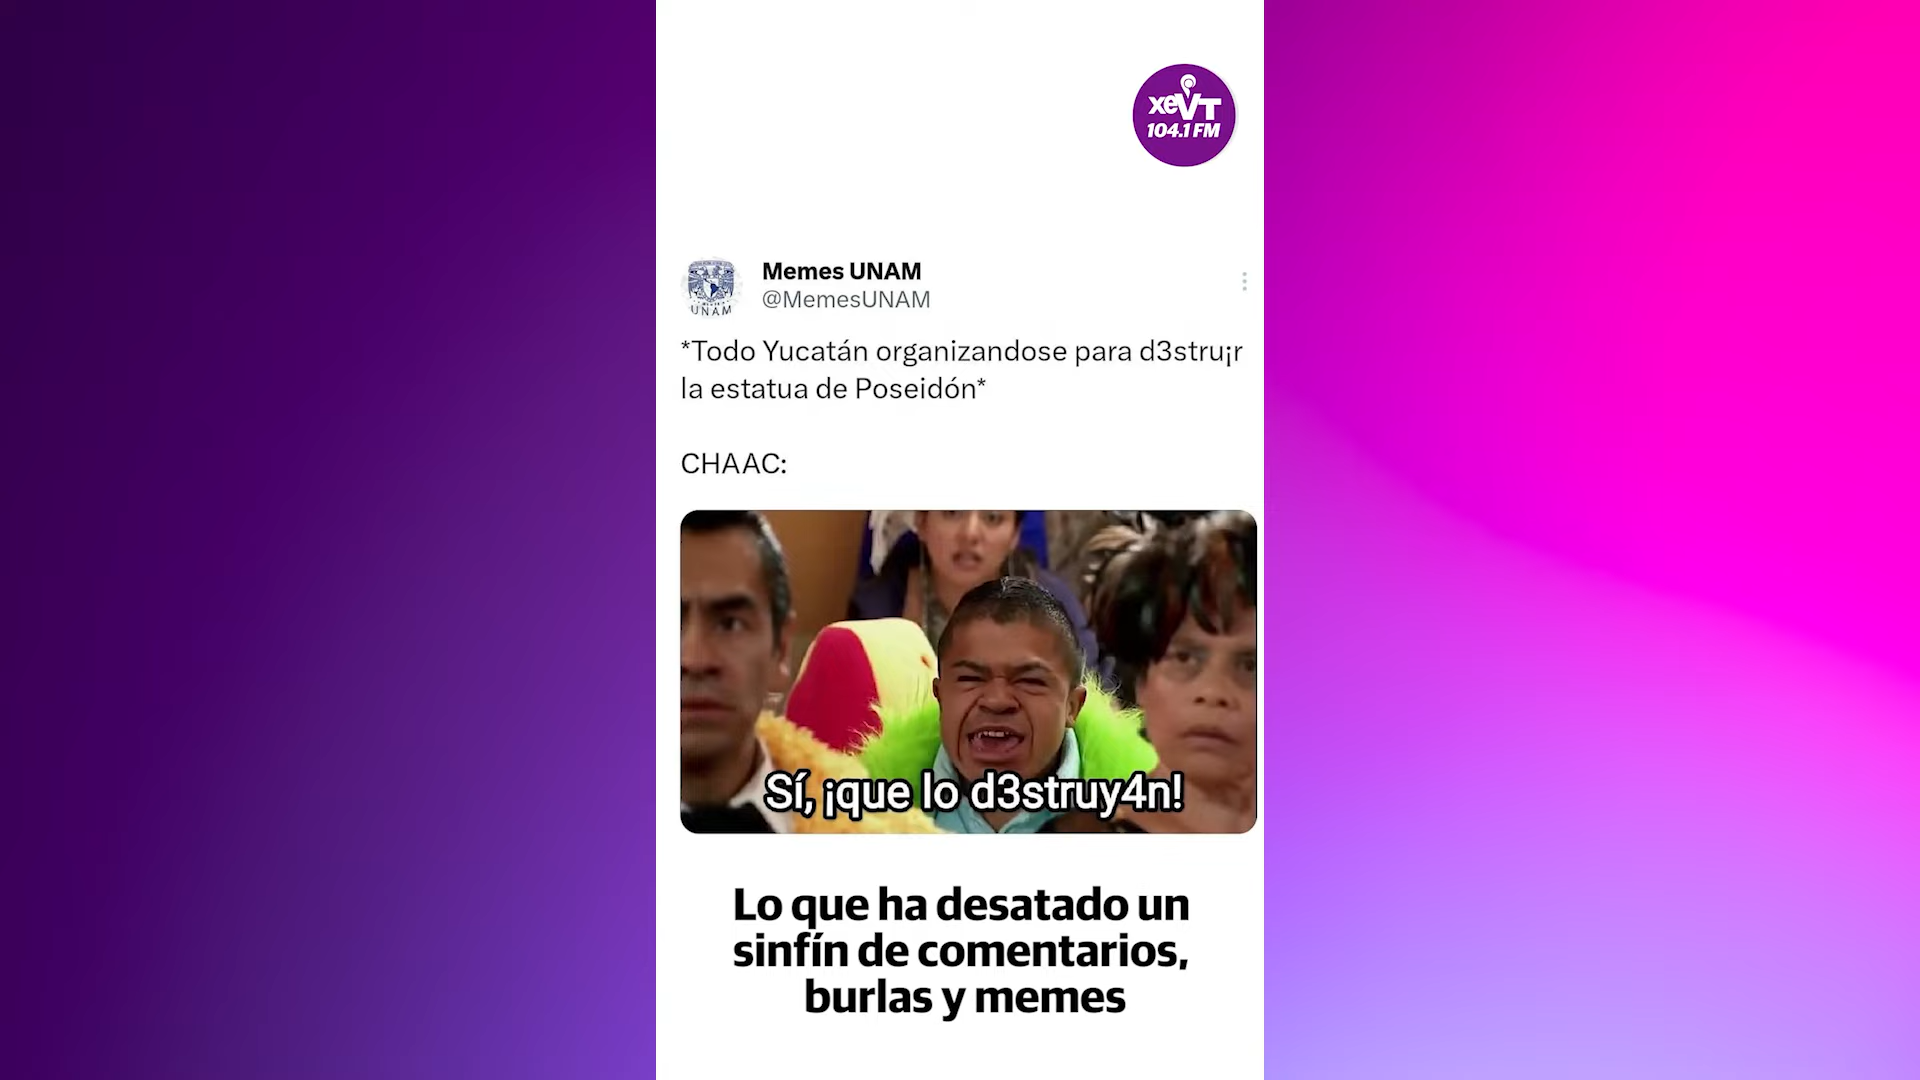 xeVT
104.1 FM
Memes UNAM
@MemesUNAM
UNAM
*Todo Yucatán organizandose para d3stru¡r
la estatua de Poseidón*
CHAAC:
Sí, ¡que lo d3struy4n!
Lo que ha desatado un
sinfín de comentarios,
burlas y memes